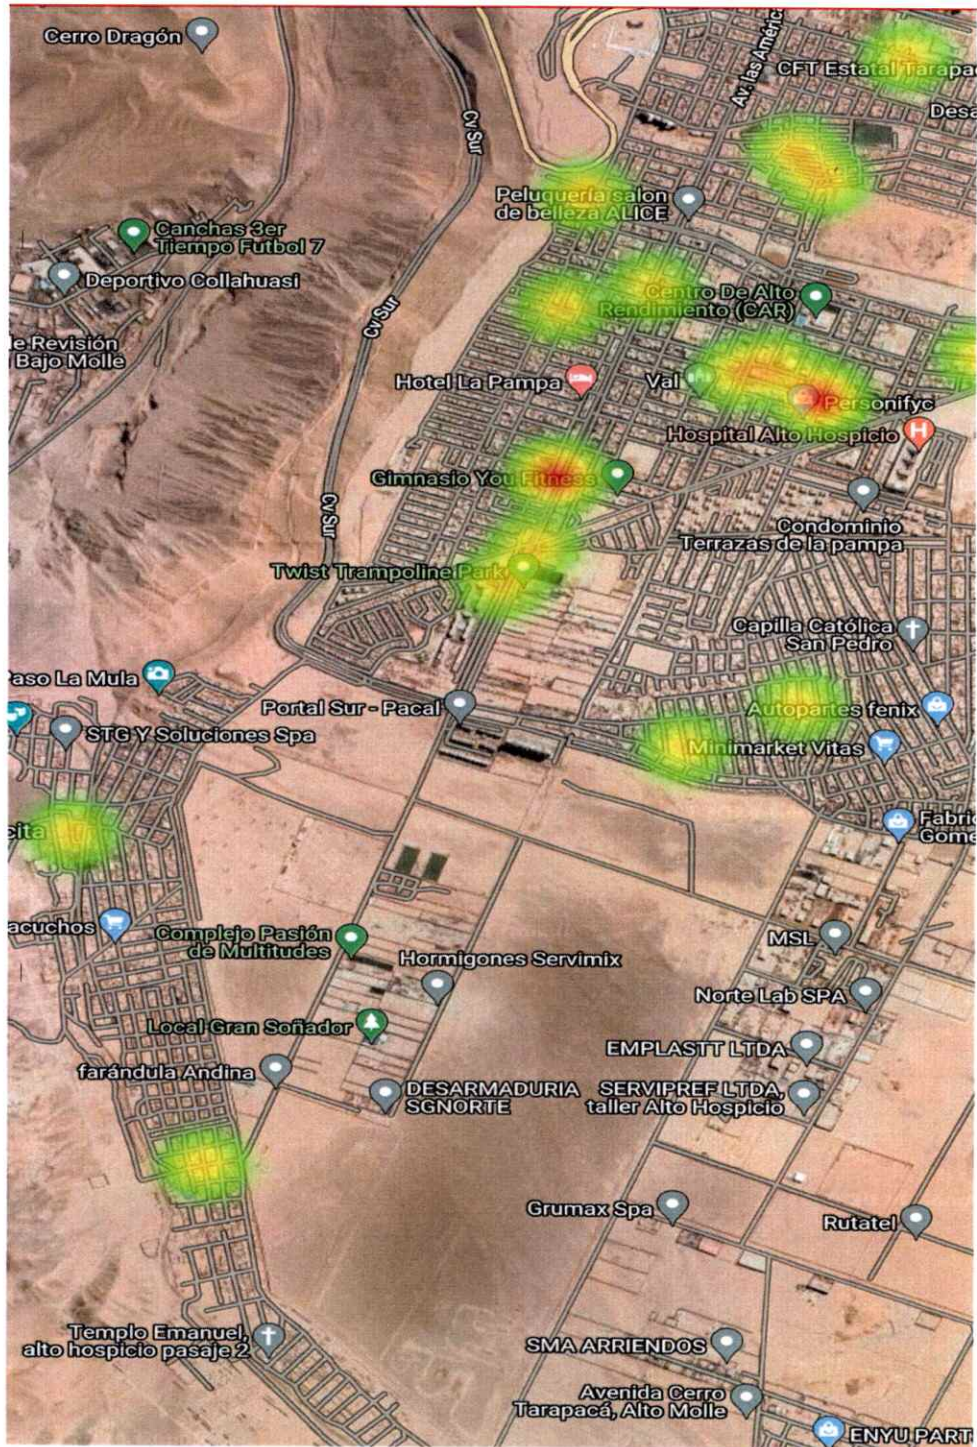 Cerro Dragón
Av. las Améric
CFT Estatal Tarapa
Desa
Cv Sur
Peluquería salon
de belleza ALICE
Canchas 3er
Tiempo Futbol 7
Deportivo Collahuasi
Centro De Alto
Rendimiento (CAR)
Cv Sur
le Revisión
Bajo Molle
Hotel La Pampa
Val
Personifyc
Hospital Alto Hospicio
Gimnasio You Fitness
Cv Sur
Condominio
Terrazas de la pampa
Twist Trampoline Park
Capilla Católica
San Pedro
Paso La Mula
Portal Sur - Pacal
Autopartes fenix
STG Y Soluciones Spa
Minimarket Vitas
cita
Fabric
Gome
acuchos
Complejo Pasión
de Multitudes
MSL
Hormigones Servimix
Norte Lab SPA
Local Gran Soñador
EMPLASTT LTDA
farándula Andina
DESARMADURIA
SGNORTE
SERVIPREF LTDA,
taller Alto Hospicio
Grumax Spa
Rutatel
Templo Emanuel,
alto hospicio pasaje 2
SMA ARRIENDOS
Avenida Cerro
Tarapacá, Alto Molle
ENYU PART